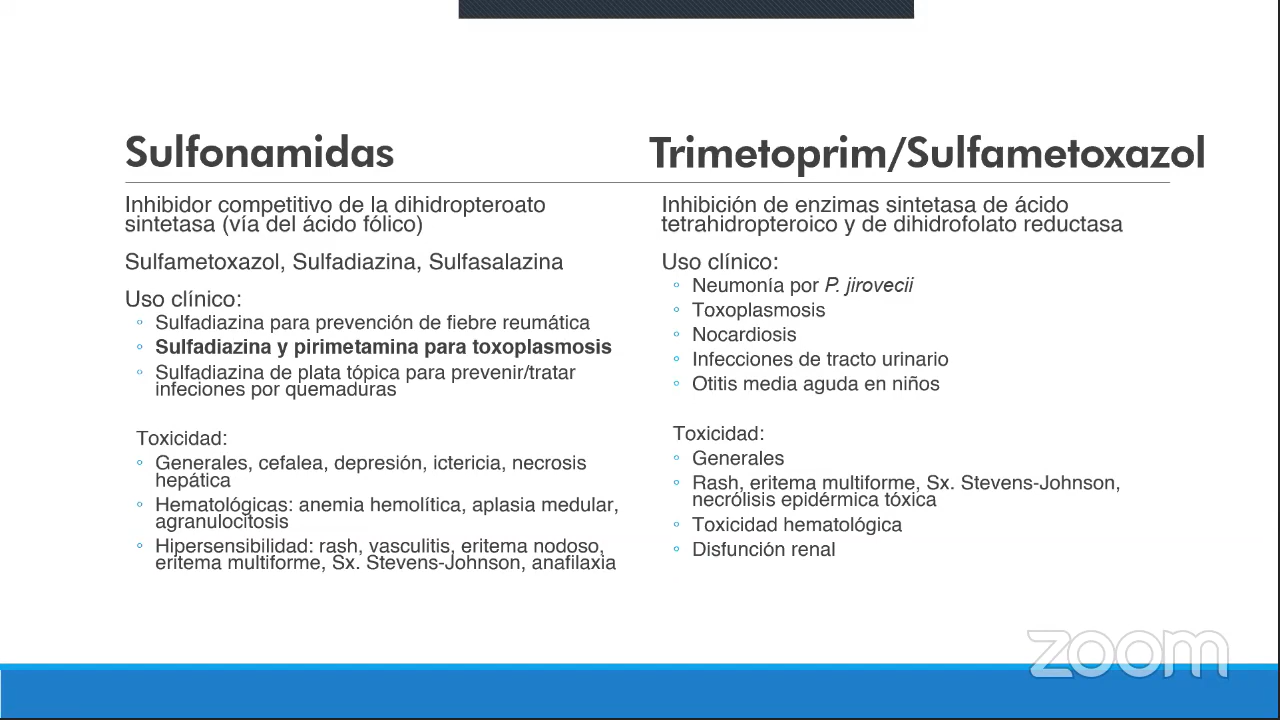 Sulfonamidas
Inhibidor competitivo de la dihidropteroato
sintetasa (vía del ácido fólico)
Sulfametoxazol, Sulfadiazina, Sulfasalazina
Uso clínico:
◦ Sulfadiazina para prevención de fiebre reumática
◦ Sulfadiazina y pirimetamina para toxoplasmosis
◦ Sulfadiazina de plata tópica para prevenir/tratar
infeciones por quemaduras
Toxicidad:
◦ Generales, cefalea, depresión, ictericia, necrosis
hepática
◦ Hematológicas: anemia hemolítica, aplasia medular,
agranulocitosis
◦ Hipersensibilidad: rash, vasculitis, eritema nodoso,
eritema multiforme, Sx. Stevens-Johnson, anafilaxia
Trimetoprim/Sulfametoxazol
Inhibición de enzimas sintetasa de ácido
tetrahidropteroico y de dihidrofolato reductasa
Uso clínico:
◦ Neumonía por P. jirovecii
◦ Toxoplasmosis
◦ Nocardiosis
◦ Infecciones de tracto urinario
◦ Otitis media aguda en niños
Toxicidad:
◦ Generales
◦ Rash, eritema multiforme, Sx. Stevens-Johnson,
necrólisis epidérmica tóxica
◦ Toxicidad hematológica
◦ Disfunción renal
zoom